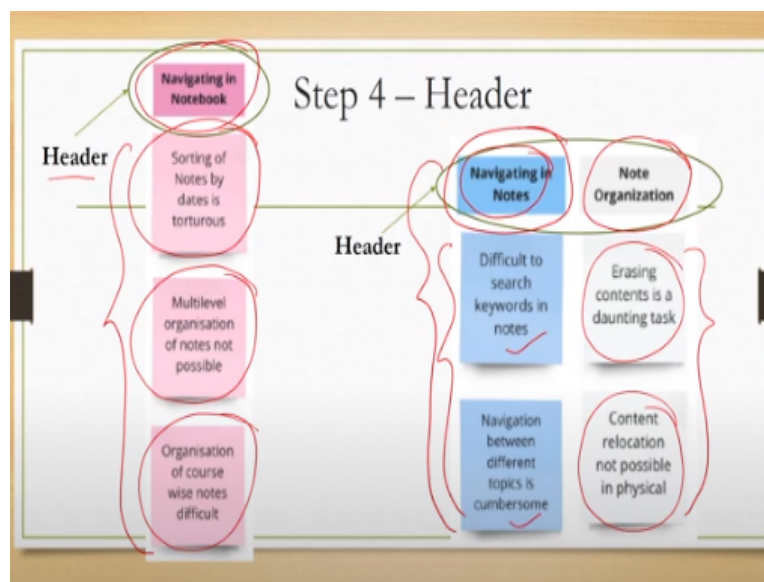 Navigating in
Notebook
Step 4 – Header
Header
Sorting of
Notes by
dates is
torturous
Multilevel
organisation
of notes not
possible
Organisation
of course
wise notes
difficult
Navigating in
Notes
Note
Organization
Header
Difficult to
search
keywords in
notes
Erasing
contents is a
daunting task
Navigation
between
different
topics is
cumbersome
Content
relocation
not possible
in physical